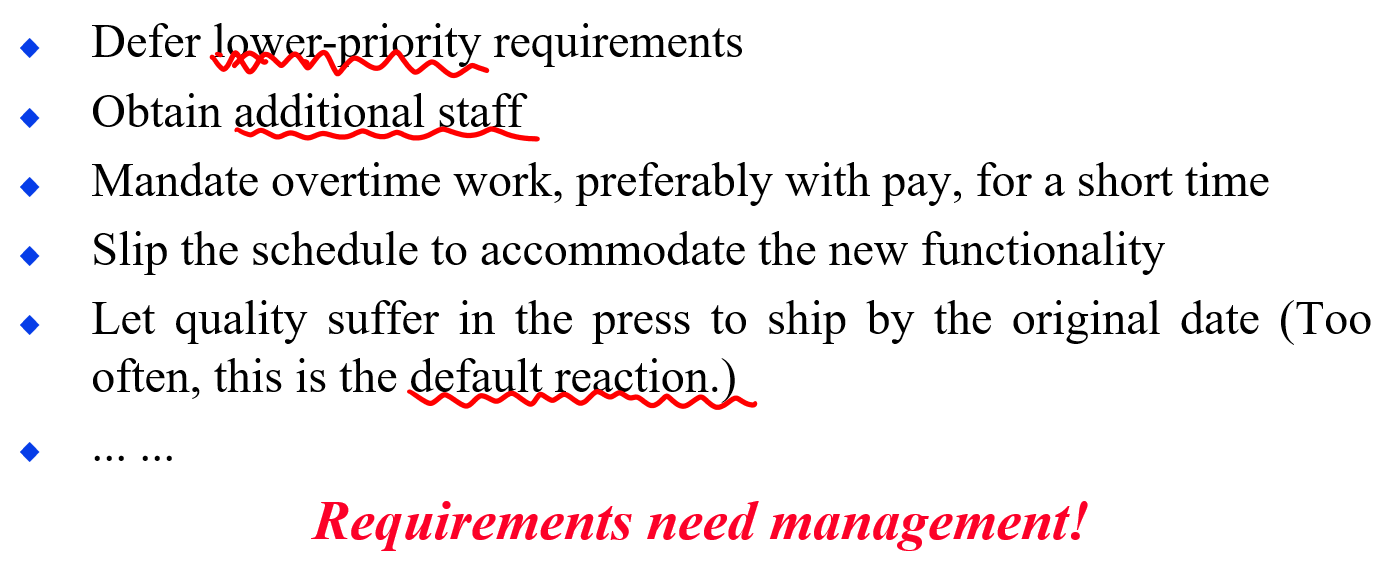 Defer lower-priority requirements
Obtain additional staff
Mandate overtime work, preferably with pay, for a short time
Slip the schedule to accommodate the new functionality
Let quality suffer in the press to ship by the original date (Too
often, this is the default reaction.)
... ...
Requirements need management!